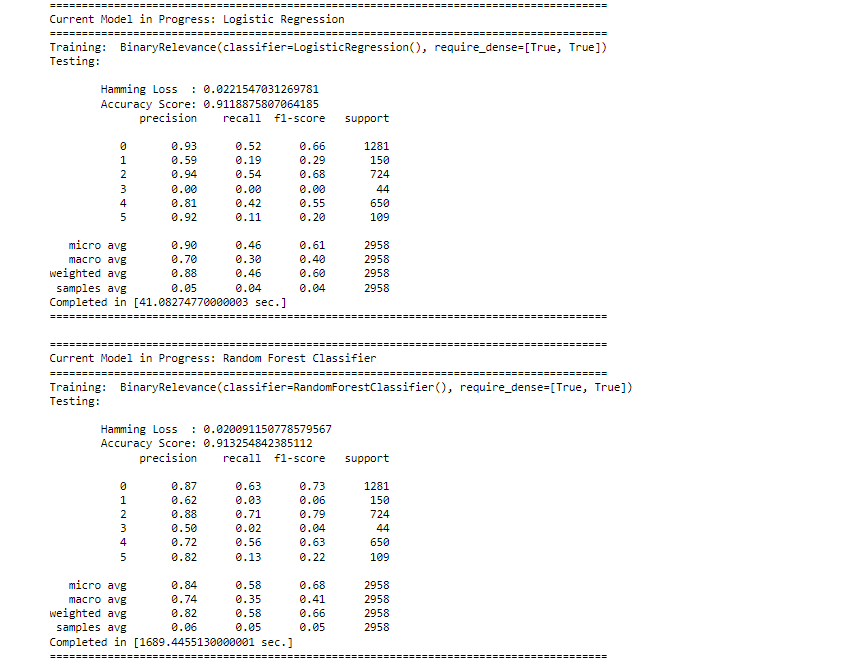 =======================================================================================
Current Model in Progress: Logistic Regression
=======================================================================================
Training:  BinaryRelevance(classifier=LogisticRegression(), require_dense=[True, True])
Testing:
Hamming Loss  : 0.0221547031269781
Accuracy Score: 0.9118875807064185
precision    recall  f1-score   support
0       0.93      0.52      0.66      1281
1       0.59      0.19      0.29       150
2       0.94      0.54      0.68       724
3       0.00      0.00      0.00        44
4       0.81      0.42      0.55       650
5       0.92      0.11      0.20       109
micro avg       0.90      0.46      0.61      2958
macro avg       0.70      0.30      0.40      2958
weighted avg       0.88      0.46      0.60      2958
samples avg       0.05      0.04      0.04      2958
Completed in [41.08274770000003 sec.]
=======================================================================================
=======================================================================================
Current Model in Progress: Random Forest Classifier
=======================================================================================
Training:  BinaryRelevance(classifier=RandomForestClassifier(), require_dense=[True, True])
Testing:
Hamming Loss  : 0.020091150778579567
Accuracy Score: 0.913254842385112
precision    recall  f1-score   support
0       0.87      0.63      0.73      1281
1       0.62      0.03      0.06       150
2       0.88      0.71      0.79       724
3       0.50      0.02      0.04        44
4       0.72      0.56      0.63       650
5       0.82      0.13      0.22       109
micro avg       0.84      0.58      0.68      2958
macro avg       0.74      0.35      0.41      2958
weighted avg       0.82      0.58      0.66      2958
samples avg       0.06      0.05      0.05      2958
Completed in [1689.4455130000001 sec.]
=======================================================================================